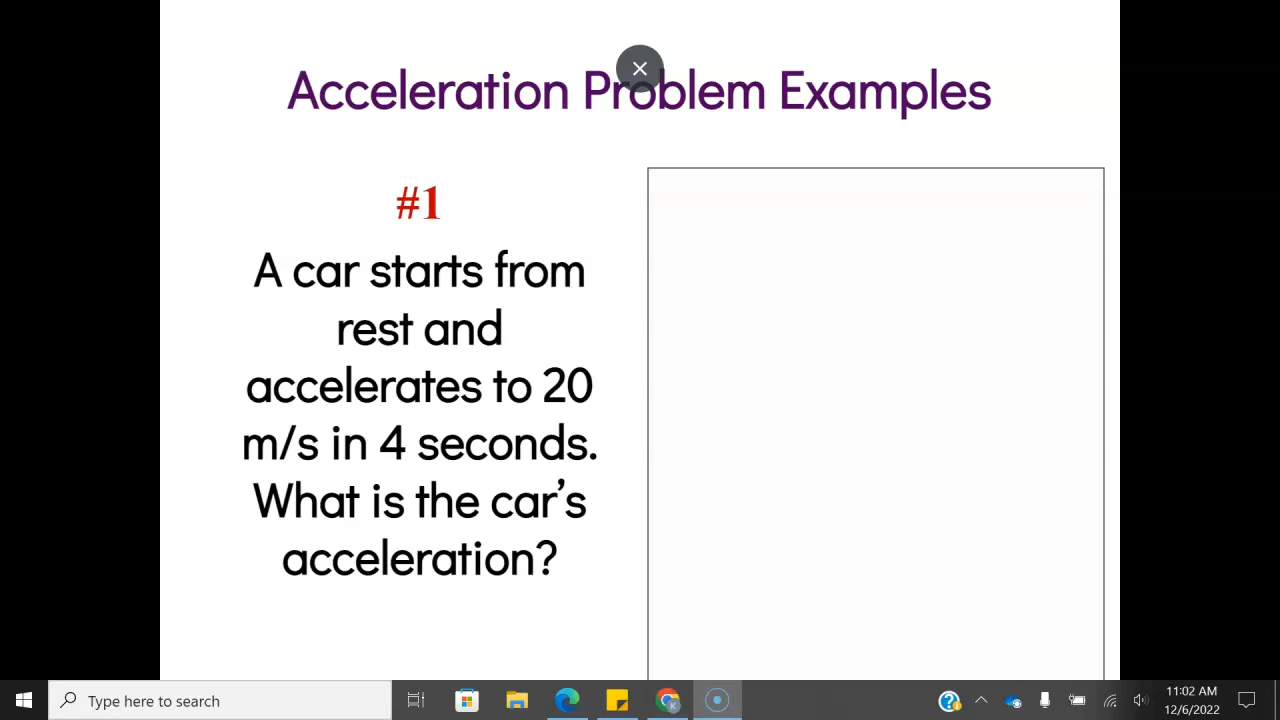 Acceleration Problem Examples
#1
A car starts from
rest and
accelerates to 20
m/s in 4 seconds.
What is the car’s
acceleration?
Type here to search
11:02 AM
12/6/2022